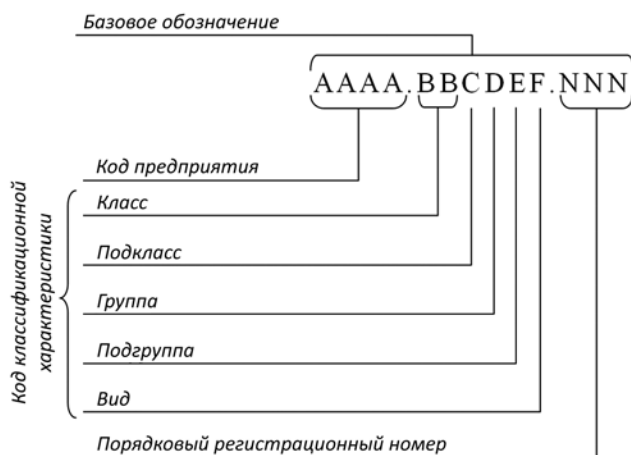 Базовое обозначение
AAAA.BBCDEF.NNN
Код предприятия
Код классификационной
характеристики
Класс
Подкласс
Группа
Подгруппа
Вид
Порядковый регистрационный номер